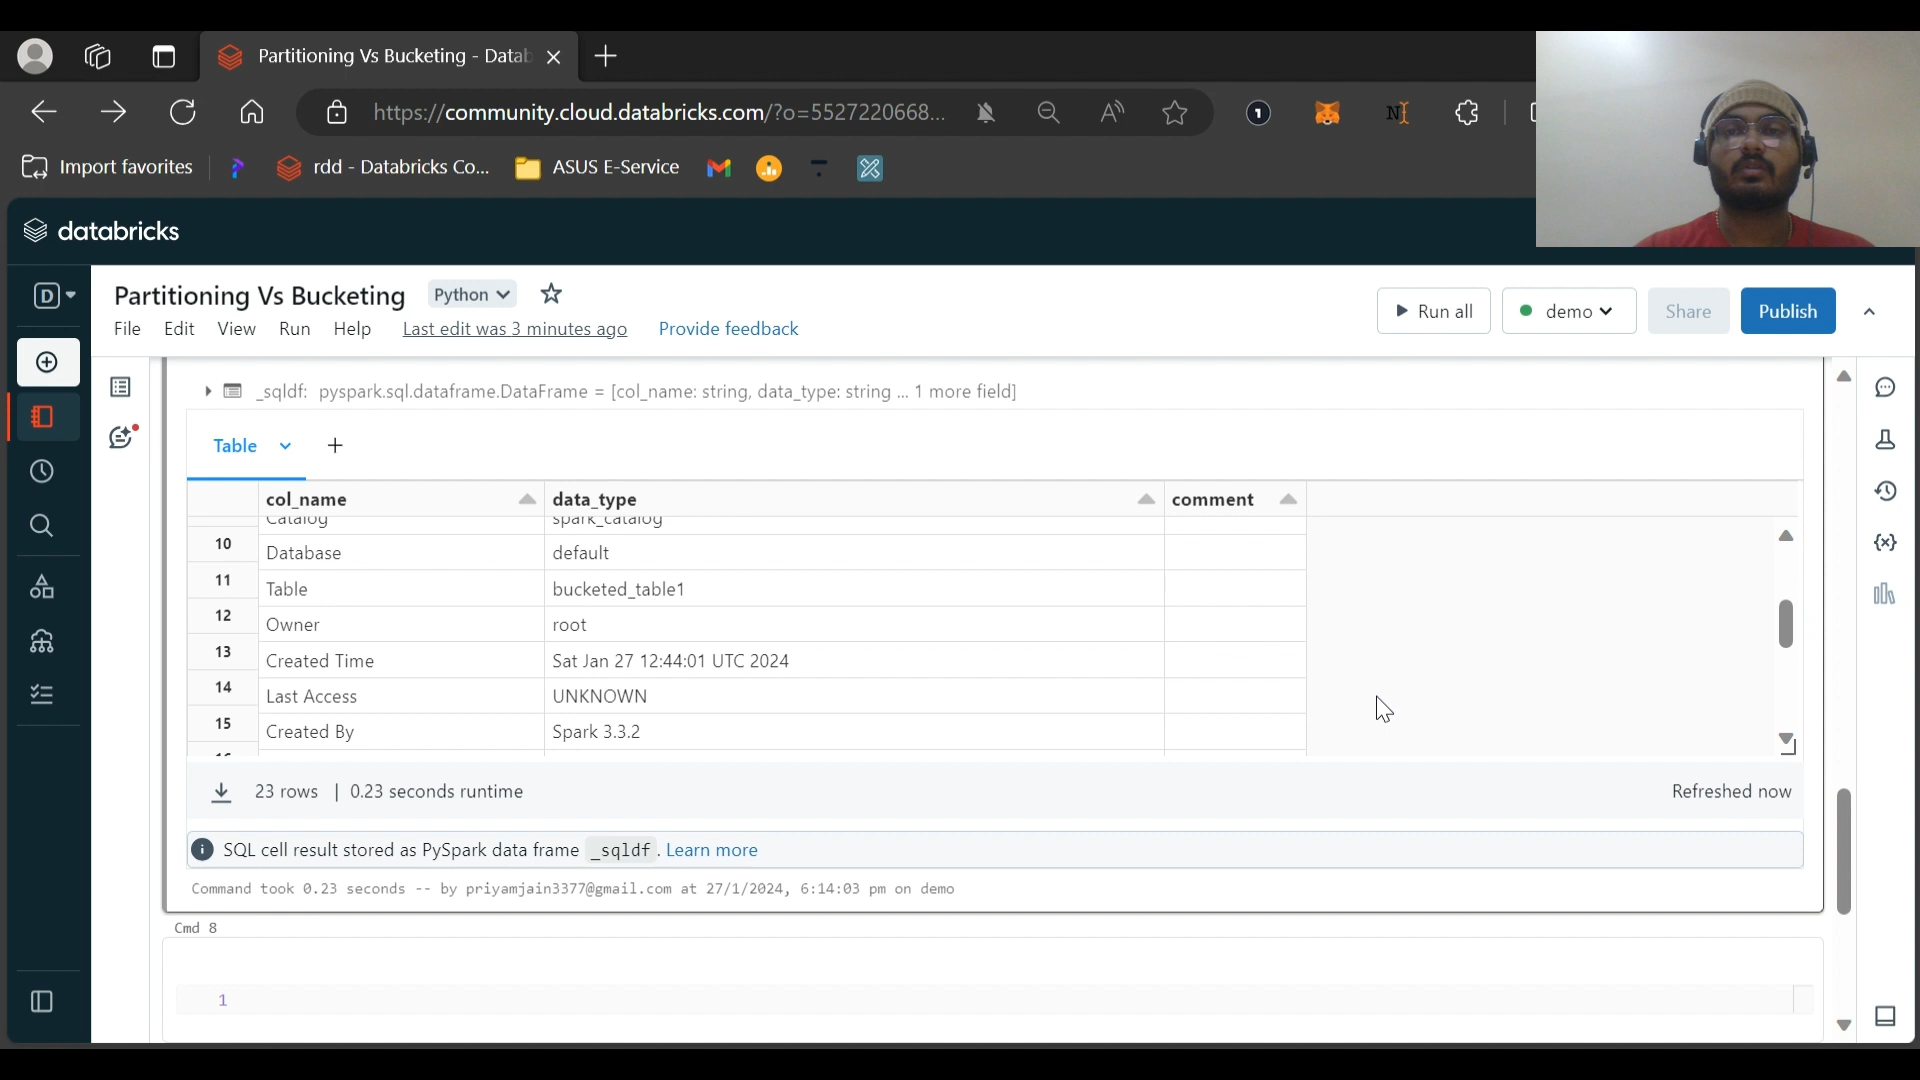 Partitioning Vs Bucketing - Datab
https://community.cloud.databricks.com/?o=5527220668...
Import favorites
rdd - Databricks Co...
ASUS E-Service
databricks
D
Partitioning Vs Bucketing
Python
File Edit View Run Help Last edit was 3 minutes ago Provide feedback
Run all
demo
Share
Publish
_sqldf: pyspark.sql.dataframe.DataFrame = [col_name: string, data_type: string ... 1 more field]
Table
col_name data_type comment
Catalog spark_catalog
10 Database default
11 Table bucketed_table1
12 Owner root
13 Created Time Sat Jan 27 12:44:01 UTC 2024
14 Last Access UNKNOWN
15 Created By Spark 3.3.2
23 rows | 0.23 seconds runtime
Refreshed now
SQL cell result stored as PySpark data frame _sqldf . Learn more
Command took 0.23 seconds -- by priyamjain3377@gmail.com at 27/1/2024, 6:14:03 pm on demo
Cmd 8
1